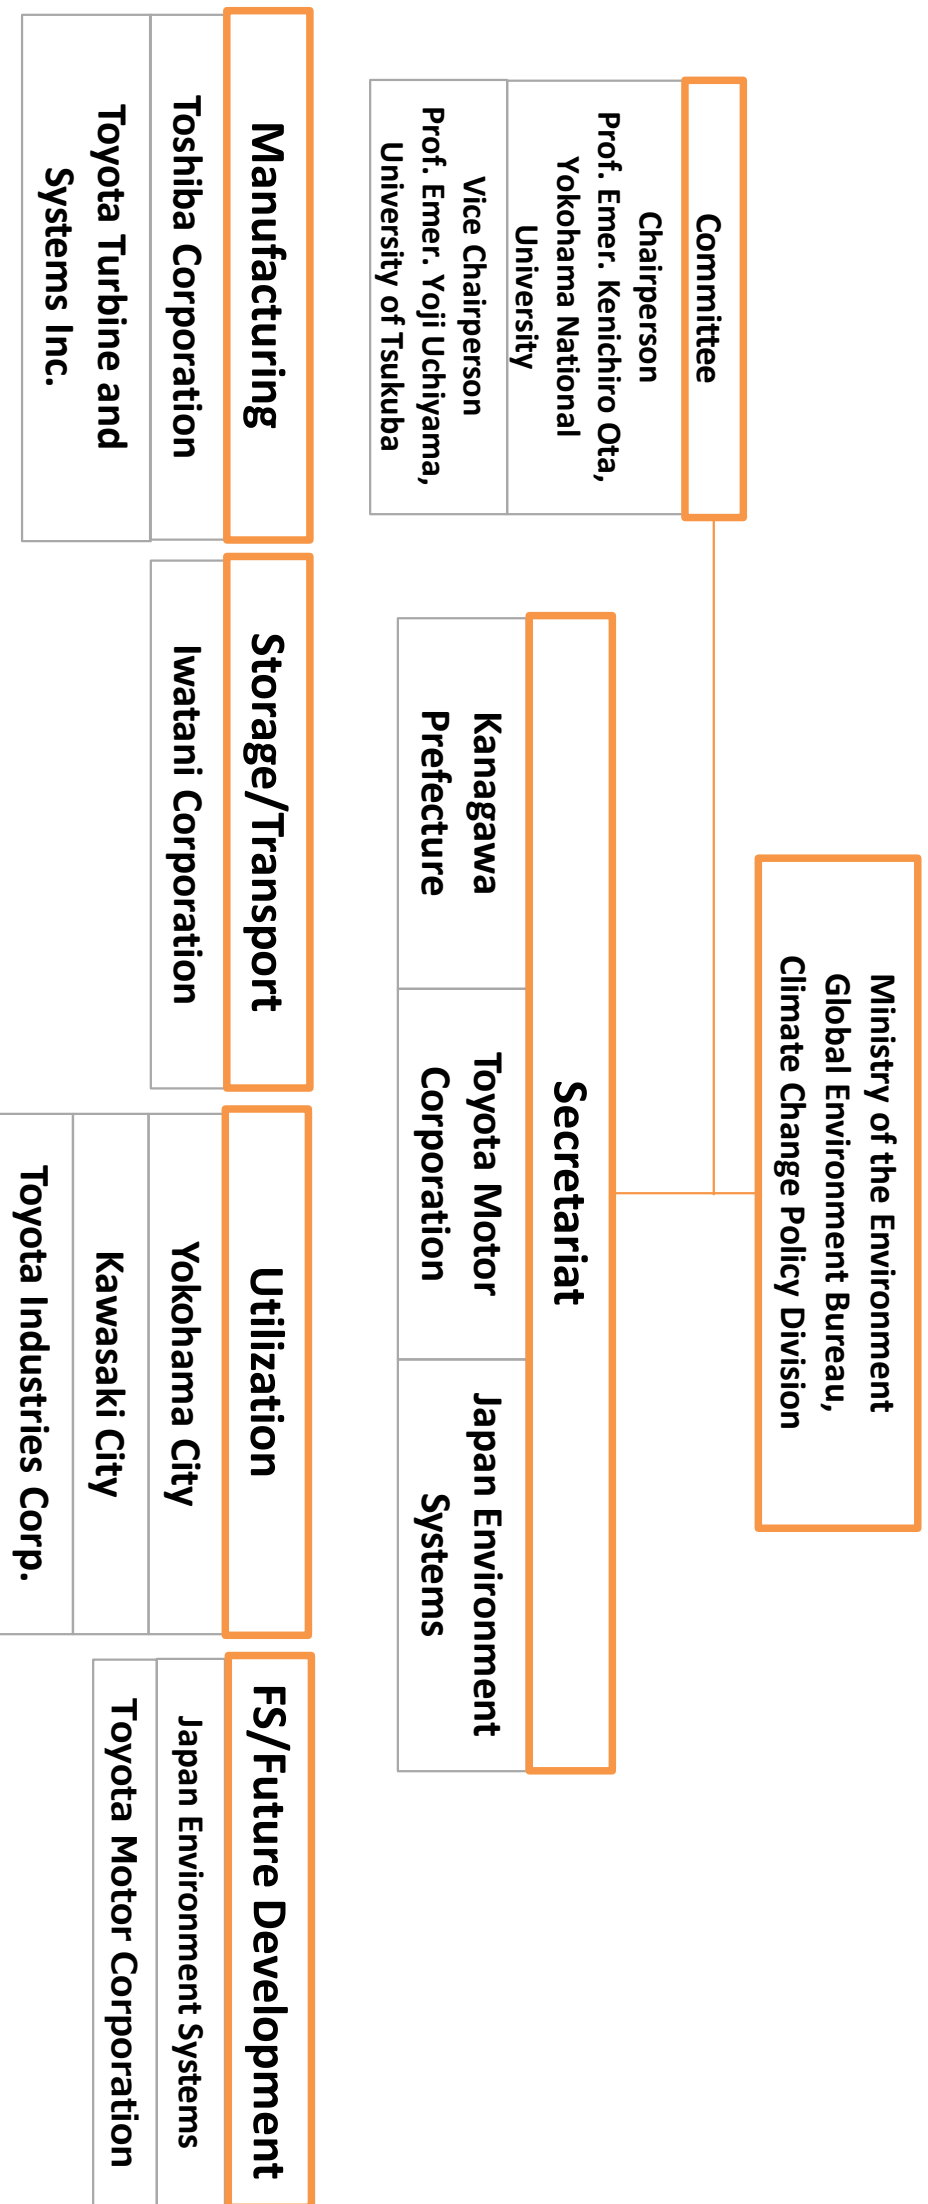 Ministry of the Environment
Global Environment Bureau,
Climate Change Policy Division
Committee
Chairperson
Prof. Emer. Kenichiro Ota,
Yokohama National
University
Vice Chairperson
Prof. Emer. Yoji Uchiyama,
University of Tsukuba
Secretariat
Kanagawa
Prefecture
Toyota Motor
Corporation
Japan Environment
Systems
Manufacturing
Toshiba Corporation
Toyota Turbine and
Systems Inc.
Storage/Transport
Iwatani Corporation
Utilization
Yokohama City
Kawasaki City
Toyota Industries Corp.
FS/Future Development
Japan Environment Systems
Toyota Motor Corporation